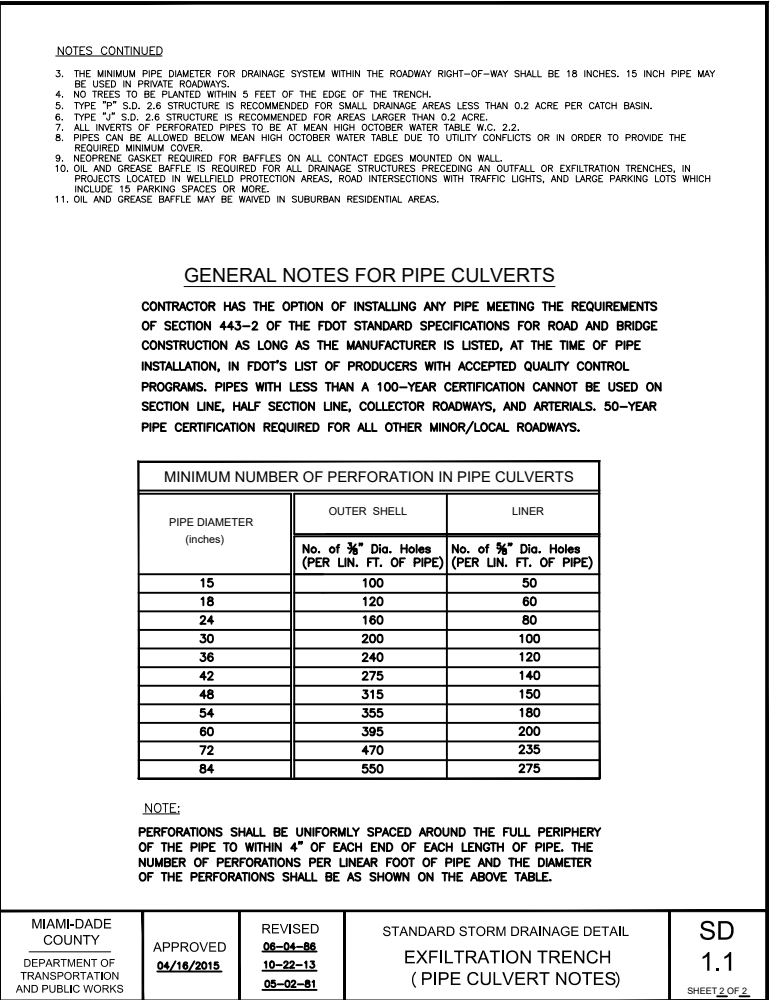 NOTES CONTINUED
3. THE MINIMUM PIPE DIAMETER FOR DRAINAGE SYSTEM WITHIN THE ROADWAY RIGHT-OF-WAY SHALL BE 18 INCHES. 15 INCH PIPE MAY
BE USED IN PRIVATE ROADWAYS.
4. NO TREES TO BE PLANTED WITHIN 5 FEET OF THE EDGE OF THE TRENCH.
5. TYPE "P" S.D. 2.6 STRUCTURE IS RECOMMENDED FOR SMALL DRAINAGE AREAS LESS THAN 0.2 ACRE PER CATCH BASIN.
6. TYPE "J" S.D. 2.6 STRUCTURE IS RECOMMENDED FOR AREAS LARGER THAN 0.2 ACRE.
7. ALL INVERTS OF PERFORATED PIPES TO BE AT MEAN HIGH OCTOBER WATER TABLE W.C. 2.2.
8. PIPES CAN BE ALLOWED BELOW MEAN HIGH OCTOBER WATER TABLE DUE TO UTILITY CONFLICTS OR IN ORDER TO PROVIDE THE
REQUIRED MINIMUM COVER.
9. NEOPRENE GASKET REQUIRED FOR BAFFLES ON ALL CONTACT EDGES MOUNTED ON WALL.
10. OIL AND GREASE BAFFLE IS REQUIRED FOR ALL DRAINAGE STRUCTURES PRECEDING AN OUTFALL OR EXFILTRATION TRENCHES, IN
PROJECTS LOCATED IN WELLFIELD PROTECTION AREAS, ROAD INTERSECTIONS WITH TRAFFIC LIGHTS, AND LARGE PARKING LOTS WHICH
INCLUDE 15 PARKING SPACES OR MORE.
11. OIL AND GREASE BAFFLE MAY BE WAIVED IN SUBURBAN RESIDENTIAL AREAS.
GENERAL NOTES FOR PIPE CULVERTS
CONTRACTOR HAS THE OPTION OF INSTALLING ANY PIPE MEETING THE REQUIREMENTS
OF SECTION 443-2 OF THE FDOT STANDARD SPECIFICATIONS FOR ROAD AND BRIDGE
CONSTRUCTION AS LONG AS THE MANUFACTURER IS LISTED, AT THE TIME OF PIPE
INSTALLATION, IN FDOT'S LIST OF PRODUCERS WITH ACCEPTED QUALITY CONTROL
PROGRAMS. PIPES WITH LESS THAN A 100-YEAR CERTIFICATION CANNOT BE USED ON
SECTION LINE, HALF SECTION LINE, COLLECTOR ROADWAYS, AND ARTERIALS. 50-YEAR
PIPE CERTIFICATION REQUIRED FOR ALL OTHER MINOR/LOCAL ROADWAYS.
MINIMUM NUMBER OF PERFORATION IN PIPE CULVERTS
PIPE DIAMETER
(inches)
OUTER SHELL
LINER
No. of ⅜" Dia. Holes
(PER LIN. FT. OF PIPE)
No. of ⅝" Dia. Holes
(PER LIN. FT. OF PIPE)
15 100 50
18 120 60
24 160 80
30 200 100
36 240 120
42 275 140
48 315 150
54 355 180
60 395 200
72 470 235
84 550 275
NOTE:
PERFORATIONS SHALL BE UNIFORMLY SPACED AROUND THE FULL PERIPHERY
OF THE PIPE TO WITHIN 4" OF EACH END OF EACH LENGTH OF PIPE. THE
NUMBER OF PERFORATIONS PER LINEAR FOOT OF PIPE AND THE DIAMETER
OF THE PERFORATIONS SHALL BE AS SHOWN ON THE ABOVE TABLE.
MIAMI-DADE
COUNTY
DEPARTMENT OF
TRANSPORTATION
AND PUBLIC WORKS
APPROVED
04/16/2015
REVISED
06-04-86
10-22-13
05-02-81
STANDARD STORM DRAINAGE DETAIL
EXFILTRATION TRENCH
( PIPE CULVERT NOTES)
SD
1.1
SHEET 2 OF 2